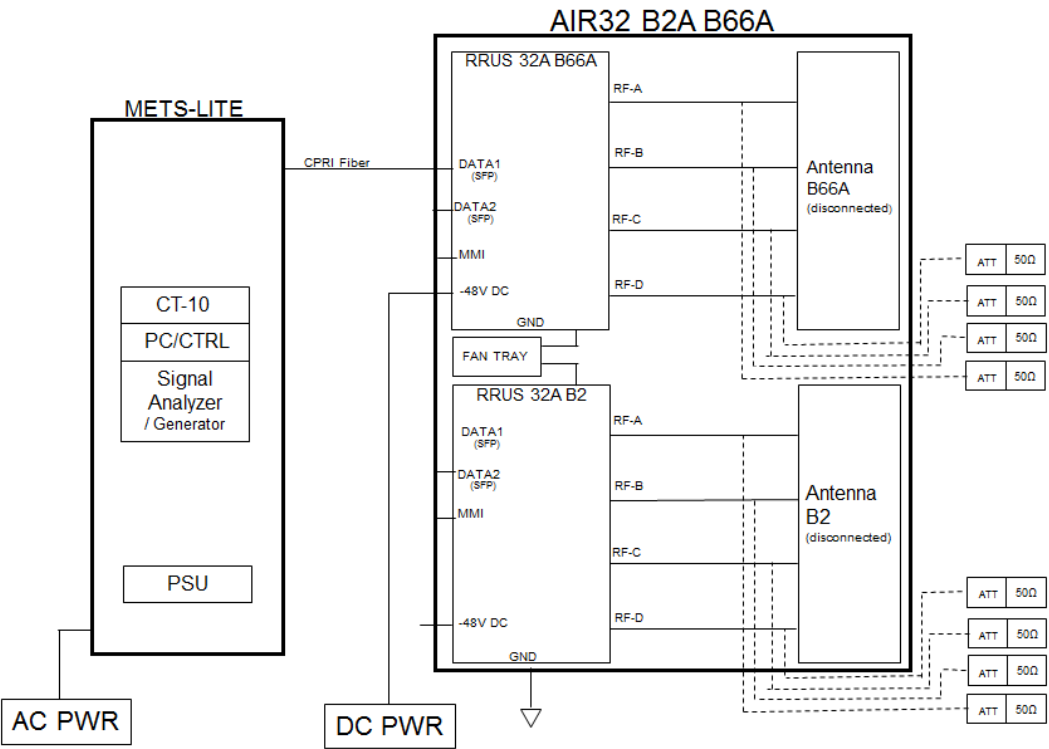 AIR32 B2A B66A
METS-LITE
CT-10
PC/CTRL
Signal
Analyzer
/ Generator
PSU
AC PWR
DC PWR
CPRI Fiber
RRUS 32A B66A
DATA1
(SFP)
DATA2
(SFP)
MMI
-48V DC
GND
RF-A
RF-B
RF-C
RF-D
Antenna
B66A
(disconnected)
ATT 50Ω
ATT 50Ω
ATT 50Ω
ATT 50Ω
FAN TRAY
RRUS 32A B2
DATA1
(SFP)
DATA2
(SFP)
MMI
-48V DC
GND
RF-A
RF-B
RF-C
RF-D
Antenna
B2
(disconnected)
ATT 50Ω
ATT 50Ω
ATT 50Ω
ATT 50Ω